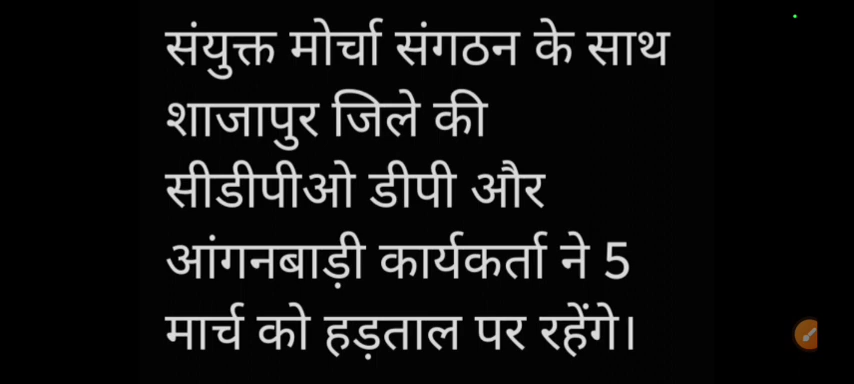 संयुक्त मोर्चा संगठन के साथ
शाजापुर जिले की
सीडीपीओ डीपी और
आंगनबाड़ी कार्यकर्ता ने 5
मार्च को हड़ताल पर रहेंगे।